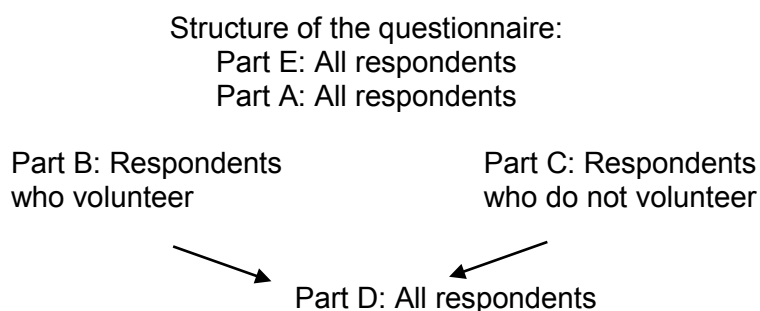 Structure of the questionnaire:
Part E: All respondents
Part A: All respondents
Part B: Respondents
who volunteer
Part C: Respondents
who do not volunteer
Part D: All respondents